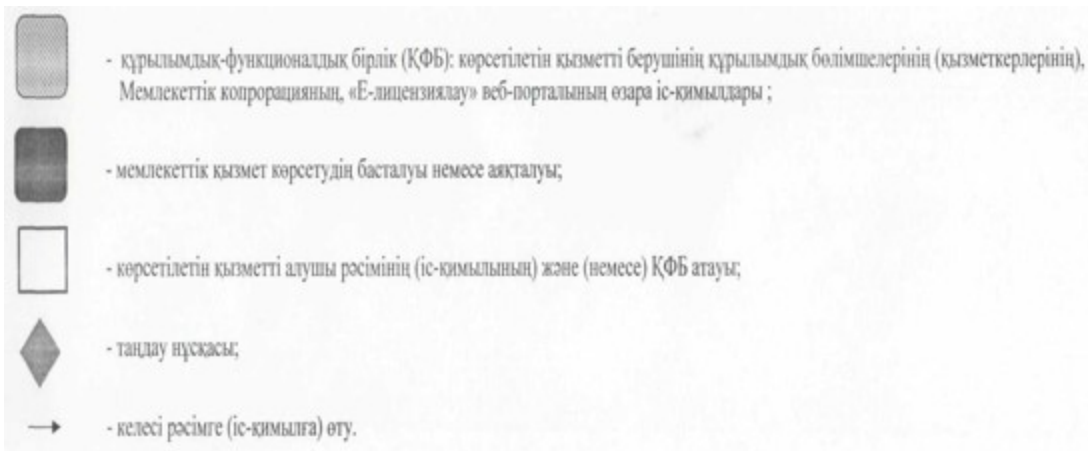 - құрылымдық-функционалдық бірлік (ҚФБ): көрсетілетін қызметті берушінің құрылымдық бөлімшелерінің (қызметкерлерінің),
Мемлекеттік копрорацияның, «Е-лицензиялау» веб-порталының өзара іс-қимылдары ;
- мемлекеттік қызмет көрсетудің басталуы немесе аяқталуы;
- көрсетілетін қызметті алушы рәсімінің (іс-қимылының) және (немесе) ҚФБ атауы;
- таңдау нұсқасы;
- келесі рәсімге (іс-қимылға) өту.